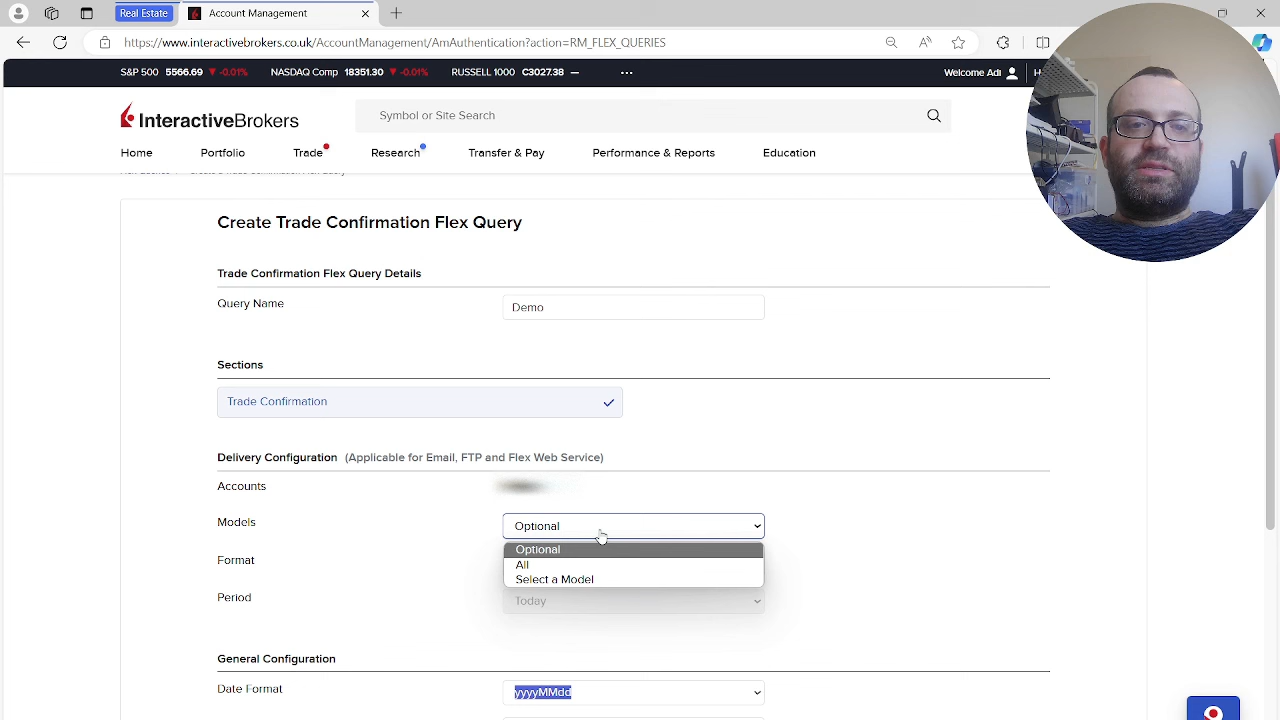 Real Estate
Account Management
https://www.interactivebrokers.co.uk/AccountManagement/AmAuthentication?action=RM_FLEX_QUERIES
S&P 500 5566.69 ▼-0.01% NASDAQ Comp 18351.30 ▼-0.01% RUSSELL 1000 C3027.38 — ... Welcome Adi
InteractiveBrokers
Symbol or Site Search
Home Portfolio Trade Research Transfer & Pay Performance & Reports Education
Create Trade Confirmation Flex Query
Trade Confirmation Flex Query Details
Query Name Demo
Sections
Trade Confirmation
Delivery Configuration (Applicable for Email, FTP and Flex Web Service)
Accounts
Models Optional
Optional
All
Select a Model
Format
Period Today
General Configuration
Date Format yyyyMMdd